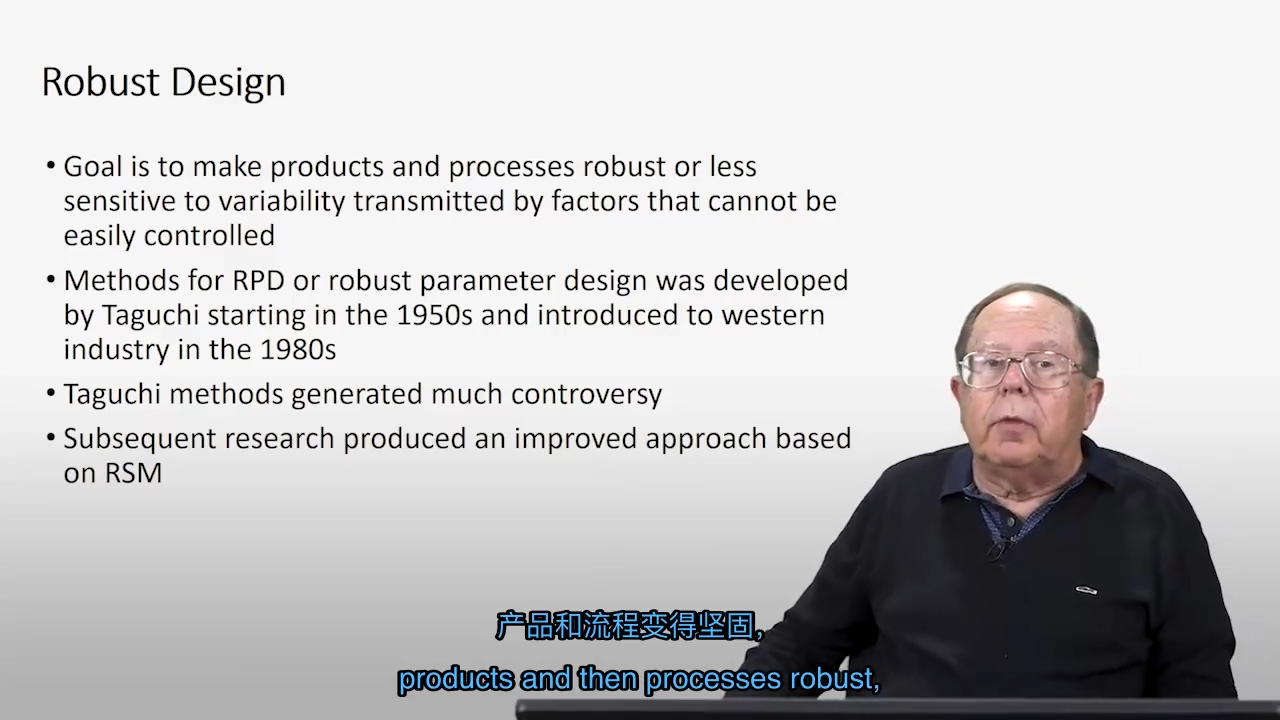 Robust Design
• Goal is to make products and processes robust or less
sensitive to variability transmitted by factors that cannot be
easily controlled
• Methods for RPD or robust parameter design was developed
by Taguchi starting in the 1950s and introduced to western
industry in the 1980s
• Taguchi methods generated much controversy
• Subsequent research produced an improved approach based
on RSM
产品和流程变得坚固,
products and then processes robust,